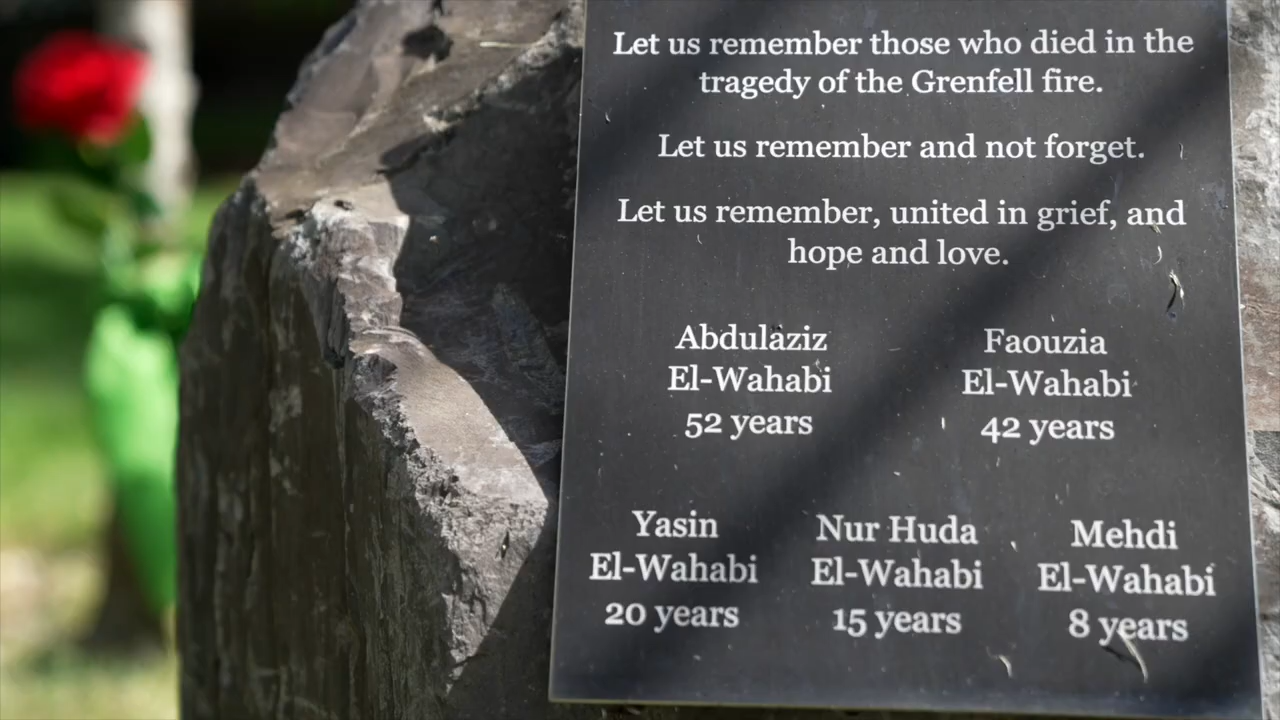 Let us remember those who died in the
tragedy of the Grenfell fire.
Let us remember and not forget.
Let us remember, united in grief, and
hope and love.
Abdulaziz
El-Wahabi
52 years
Faouzia
El-Wahabi
42 years
Yasin
El-Wahabi
20 years
Nur Huda
El-Wahabi
15 years
Mehdi
El-Wahabi
8 years